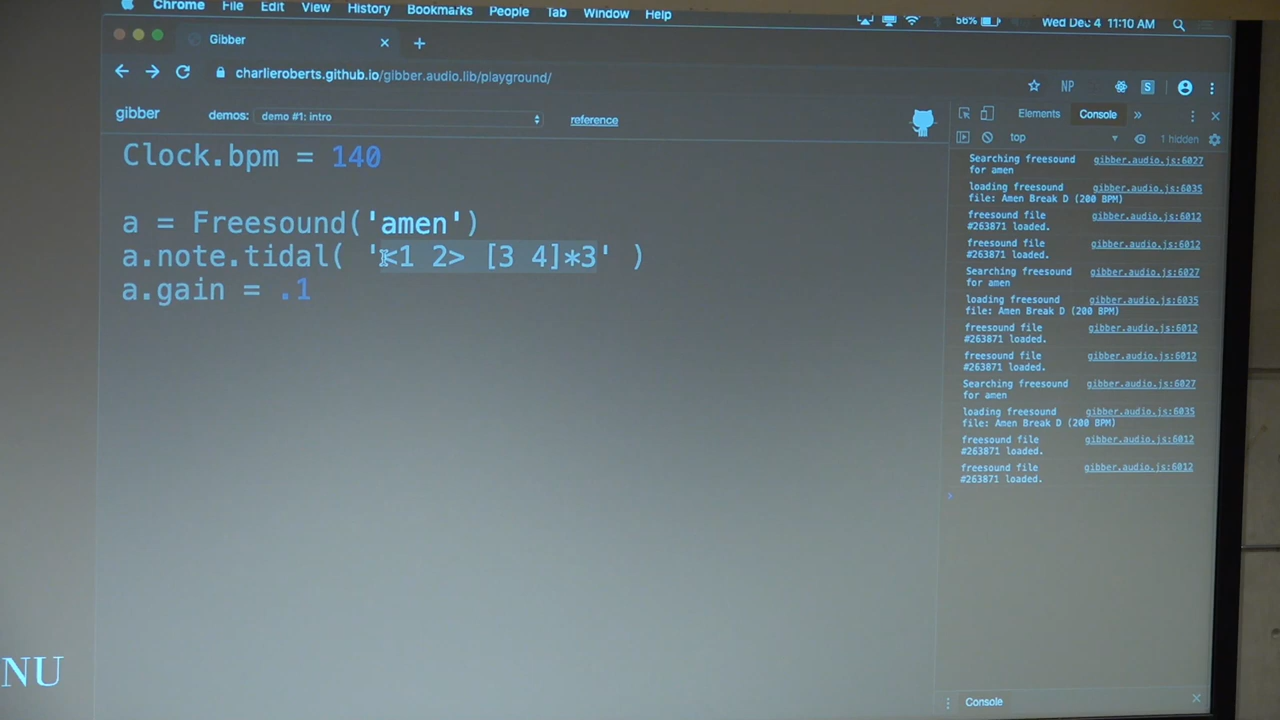 Chrome File Edit View History Bookmarks People Tab Window Help 56% Wed Dec 4 11:10 AM
Gibber
charlieroberts.github.io/gibber.audio.lib/playground/ NP S
gibber demos: demo #1: intro reference
Elements Console »
top 1 hidden
Clock.bpm = 140
a = Freesound('amen')
a.note.tidal( '<1 2> [3 4]*3' )
a.gain = .1
Searching freesound gibber.audio.js:6027
for amen
loading freesound gibber.audio.js:6035
file: Amen Break D (200 BPM)
freesound file gibber.audio.js:6012
#263871 loaded.
freesound file gibber.audio.js:6012
#263871 loaded.
Searching freesound gibber.audio.js:6027
for amen
loading freesound gibber.audio.js:6035
file: Amen Break D (200 BPM)
freesound file gibber.audio.js:6012
#263871 loaded.
freesound file gibber.audio.js:6012
#263871 loaded.
Searching freesound gibber.audio.js:6027
for amen
loading freesound gibber.audio.js:6035
file: Amen Break D (200 BPM)
freesound file gibber.audio.js:6012
#263871 loaded.
freesound file gibber.audio.js:6012
#263871 loaded.
NU
Console